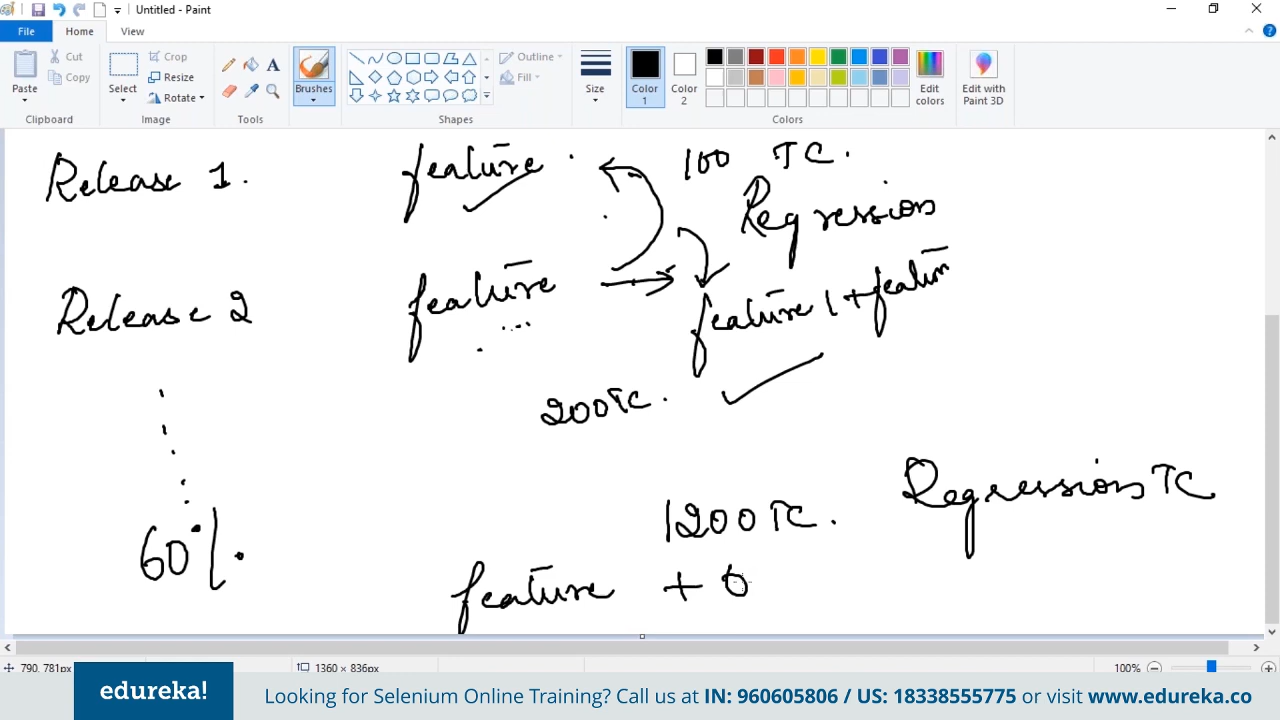 Untitled - Paint
File Home View
Paste
Cut
Copy
Clipboard
Select
Crop
Resize
Rotate
Image
Tools
Brushes
Shapes
Outline
Fill
Size
Color 1
Color 2
Colors
Edit colors
Edit with Paint 3D
Release 1. feature 100 TC.
Regression
Release 2 feature feature 1 + featur
200TC.
Regression TC
1200 TC.
60%.
feature + 0
790, 781px 1360 × 836px 100%
edureka!
Looking for Selenium Online Training? Call us at IN: 960605806 / US: 18338555775 or visit www.edureka.co